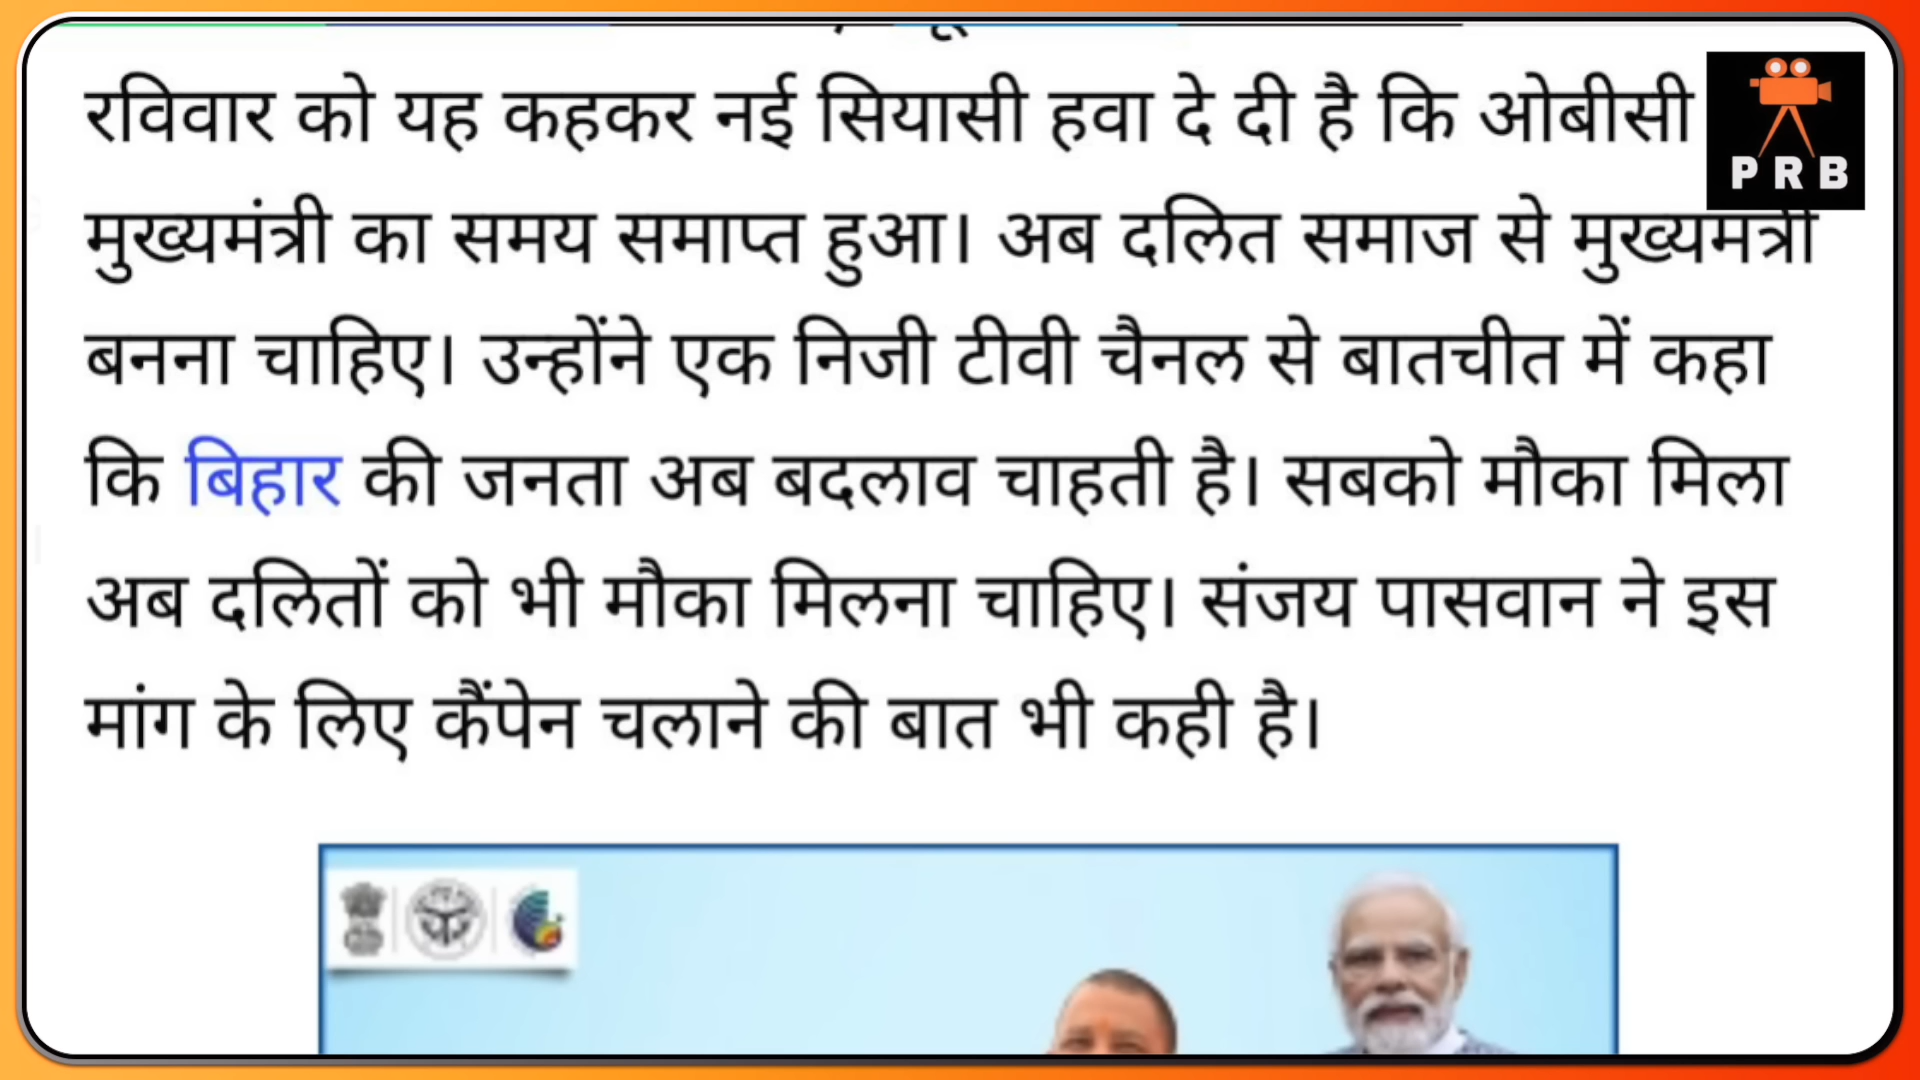 रविवार को यह कहकर नई सियासी हवा दे दी है कि ओबीसी
P R B
मुख्यमंत्री का समय समाप्त हुआ। अब दलित समाज से मुख्यमंत्री
बनना चाहिए। उन्होंने एक निजी टीवी चैनल से बातचीत में कहा
कि बिहार की जनता अब बदलाव चाहती है। सबको मौका मिला
अब दलितों को भी मौका मिलना चाहिए। संजय पासवान ने इस
मांग के लिए कैंपेन चलाने की बात भी कही है।